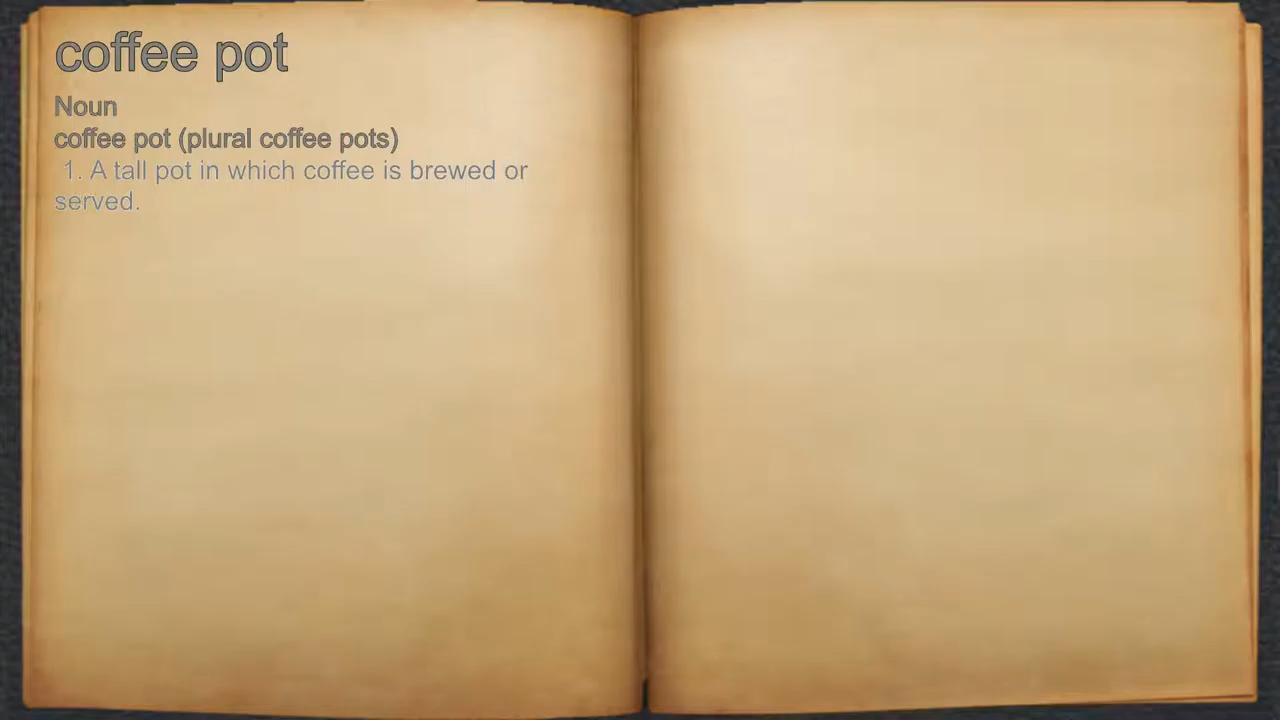 coffee pot
Noun
coffee pot (plural coffee pots)
1. A tall pot in which coffee is brewed or
served.